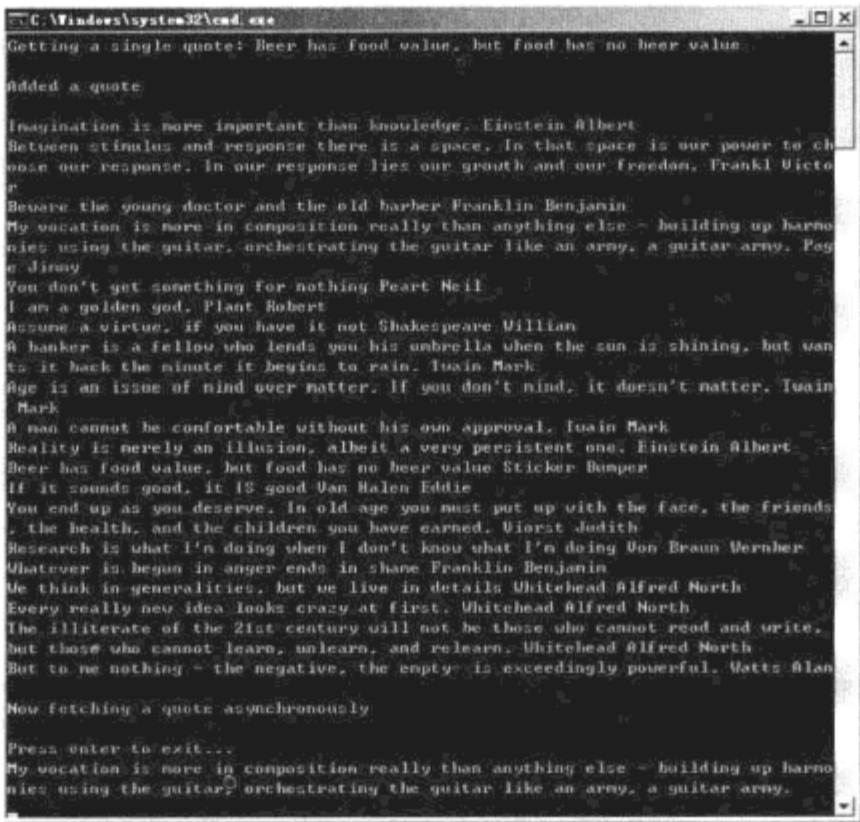 C:\Windows\system32\cmd.exe
Getting a single quote: Beer has food value, but food has no beer value
Added a quote
Imagination is more important than knowledge. Einstein Albert
Between stimulus and response there is a space. In that space is our power to ch
oose our response. In our response lies our growth and our freedom. Frankl Victo
r
Beware the young doctor and the old barber Franklin Benjamin
My vocation is more in composition really than anything else - building up harmo
nies using the guitar, orchestrating the guitar like an army, a guitar army. Pag
e Jimmy
You don't get something for nothing Peart Neil
I am a golden god. Plant Robert
Assume a virtue, if you have it not Shakespeare William
A banker is a fellow who lends you his umbrella when the sun is shining, but wan
ts it back the minute it begins to rain. Twain Mark
Age is an issue of mind over matter. If you don't mind, it doesn't matter. Twain
Mark
A man cannot be comfortable without his own approval. Twain Mark
Reality is merely an illusion, albeit a very persistent one. Einstein Albert
Beer has food value, but food has no beer value Sticker Bumper
If it sounds good, it IS good Van Halen Eddie
You end up as you deserve. In old age you must put up with the face, the friends
, the health, and the children you have earned. Viorst Judith
Research is what I'm doing when I don't know what I'm doing Von Braun Wernher
Whatever is begun in anger ends in shame Franklin Benjamin
We think in generalities, but we live in details Whitehead Alfred North
Every really new idea looks crazy at first. Whitehead Alfred North
The illiterate of the 21st century will not be those who cannot read and write,
but those who cannot learn, unlearn, and relearn. Whitehead Alfred North
But to me nothing - the negative, the empty- is exceedingly powerful. Watts Alan
Now fetching a quote asynchronously
Press enter to exit...
My vocation is more in composition really than anything else - building up harmo
nies using the guitar, orchestrating the guitar like an army, a guitar army.